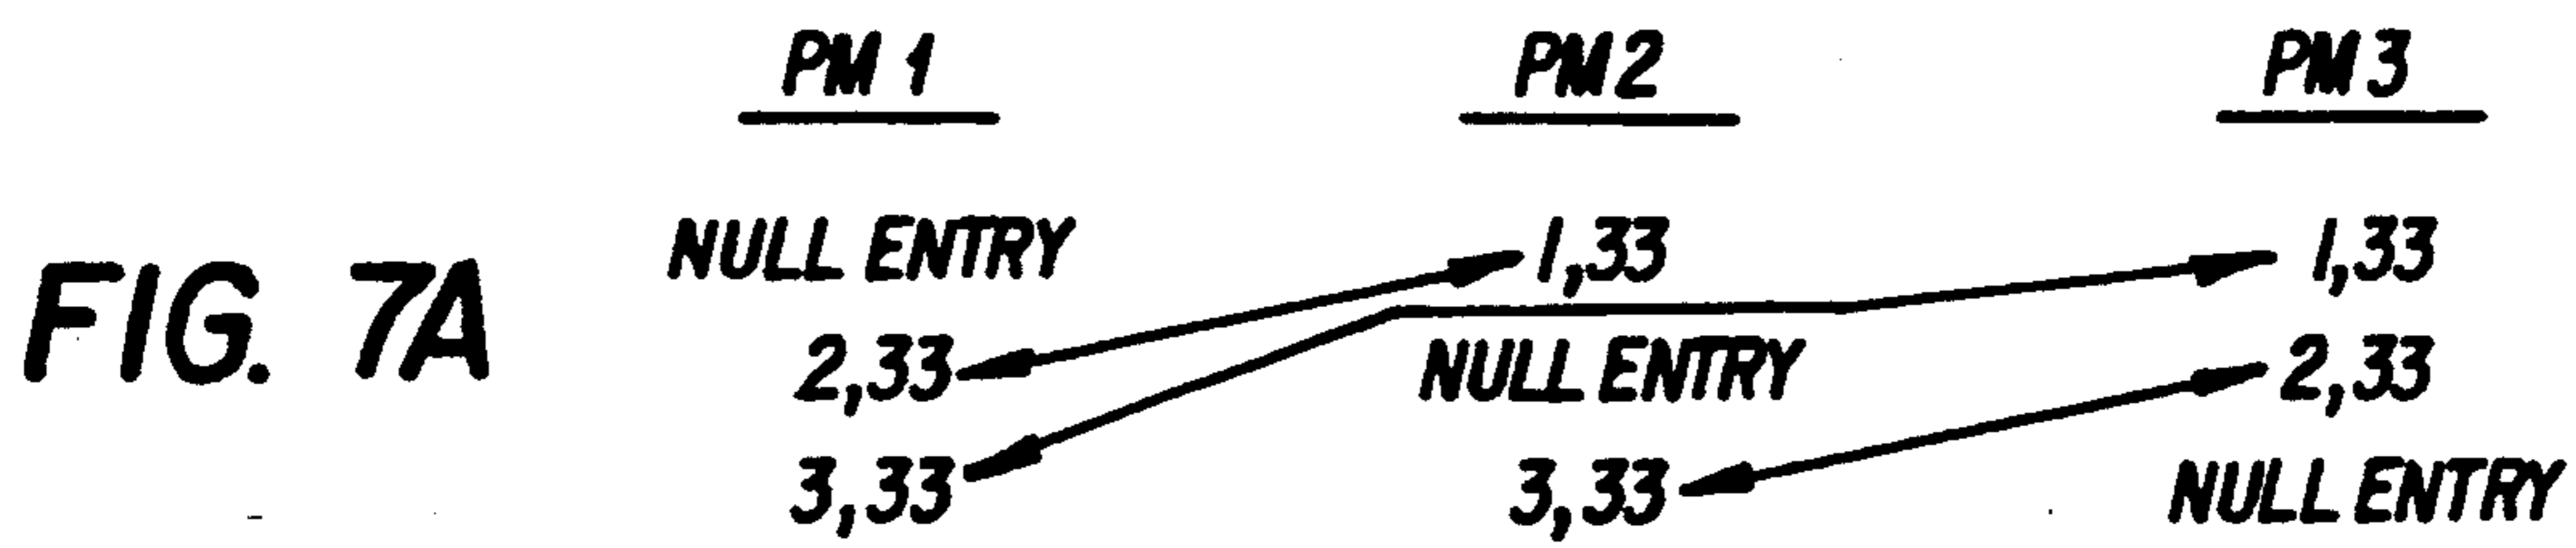 PM 1 PM 2 PM 3
NULL ENTRY 1,33 1,33
FIG. 7A
2,33 NULL ENTRY 2,33
3,33 3,33 NULL ENTRY